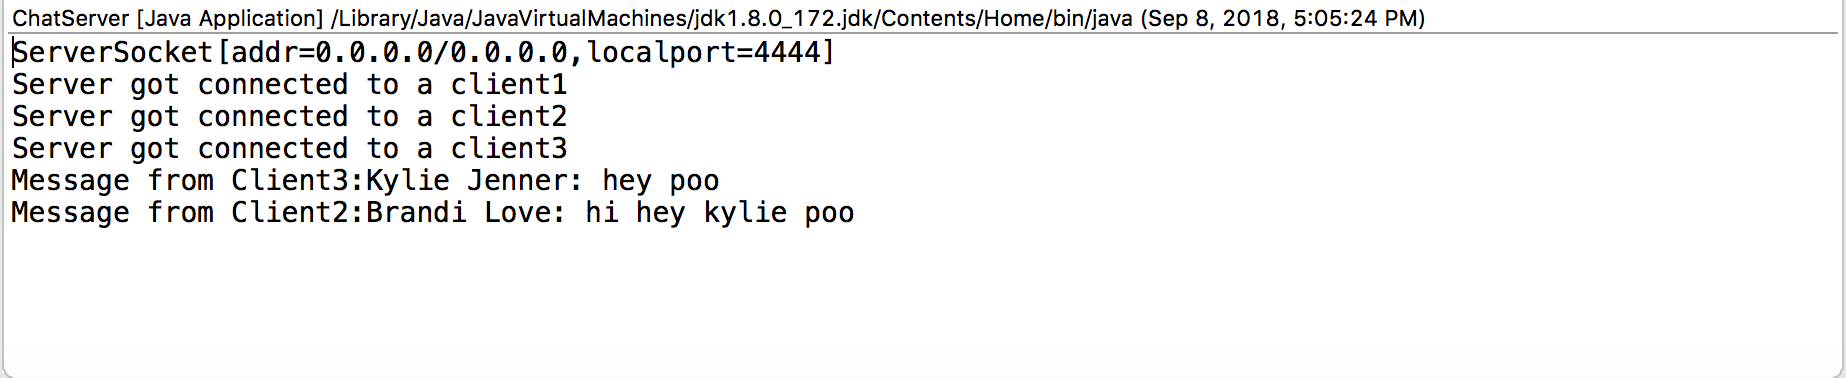 ChatServer [Java Application] /Library/Java/JavaVirtualMachines/jdk1.8.0_172.jdk/Contents/Home/bin/java (Sep 8, 2018, 5:05:24 PM)
ServerSocket[addr=0.0.0.0/0.0.0.0,localport=4444]
Server got connected to a client1
Server got connected to a client2
Server got connected to a client3
Message from Client3:Kylie Jenner: hey poo
Message from Client2:Brandi Love: hi hey kylie poo